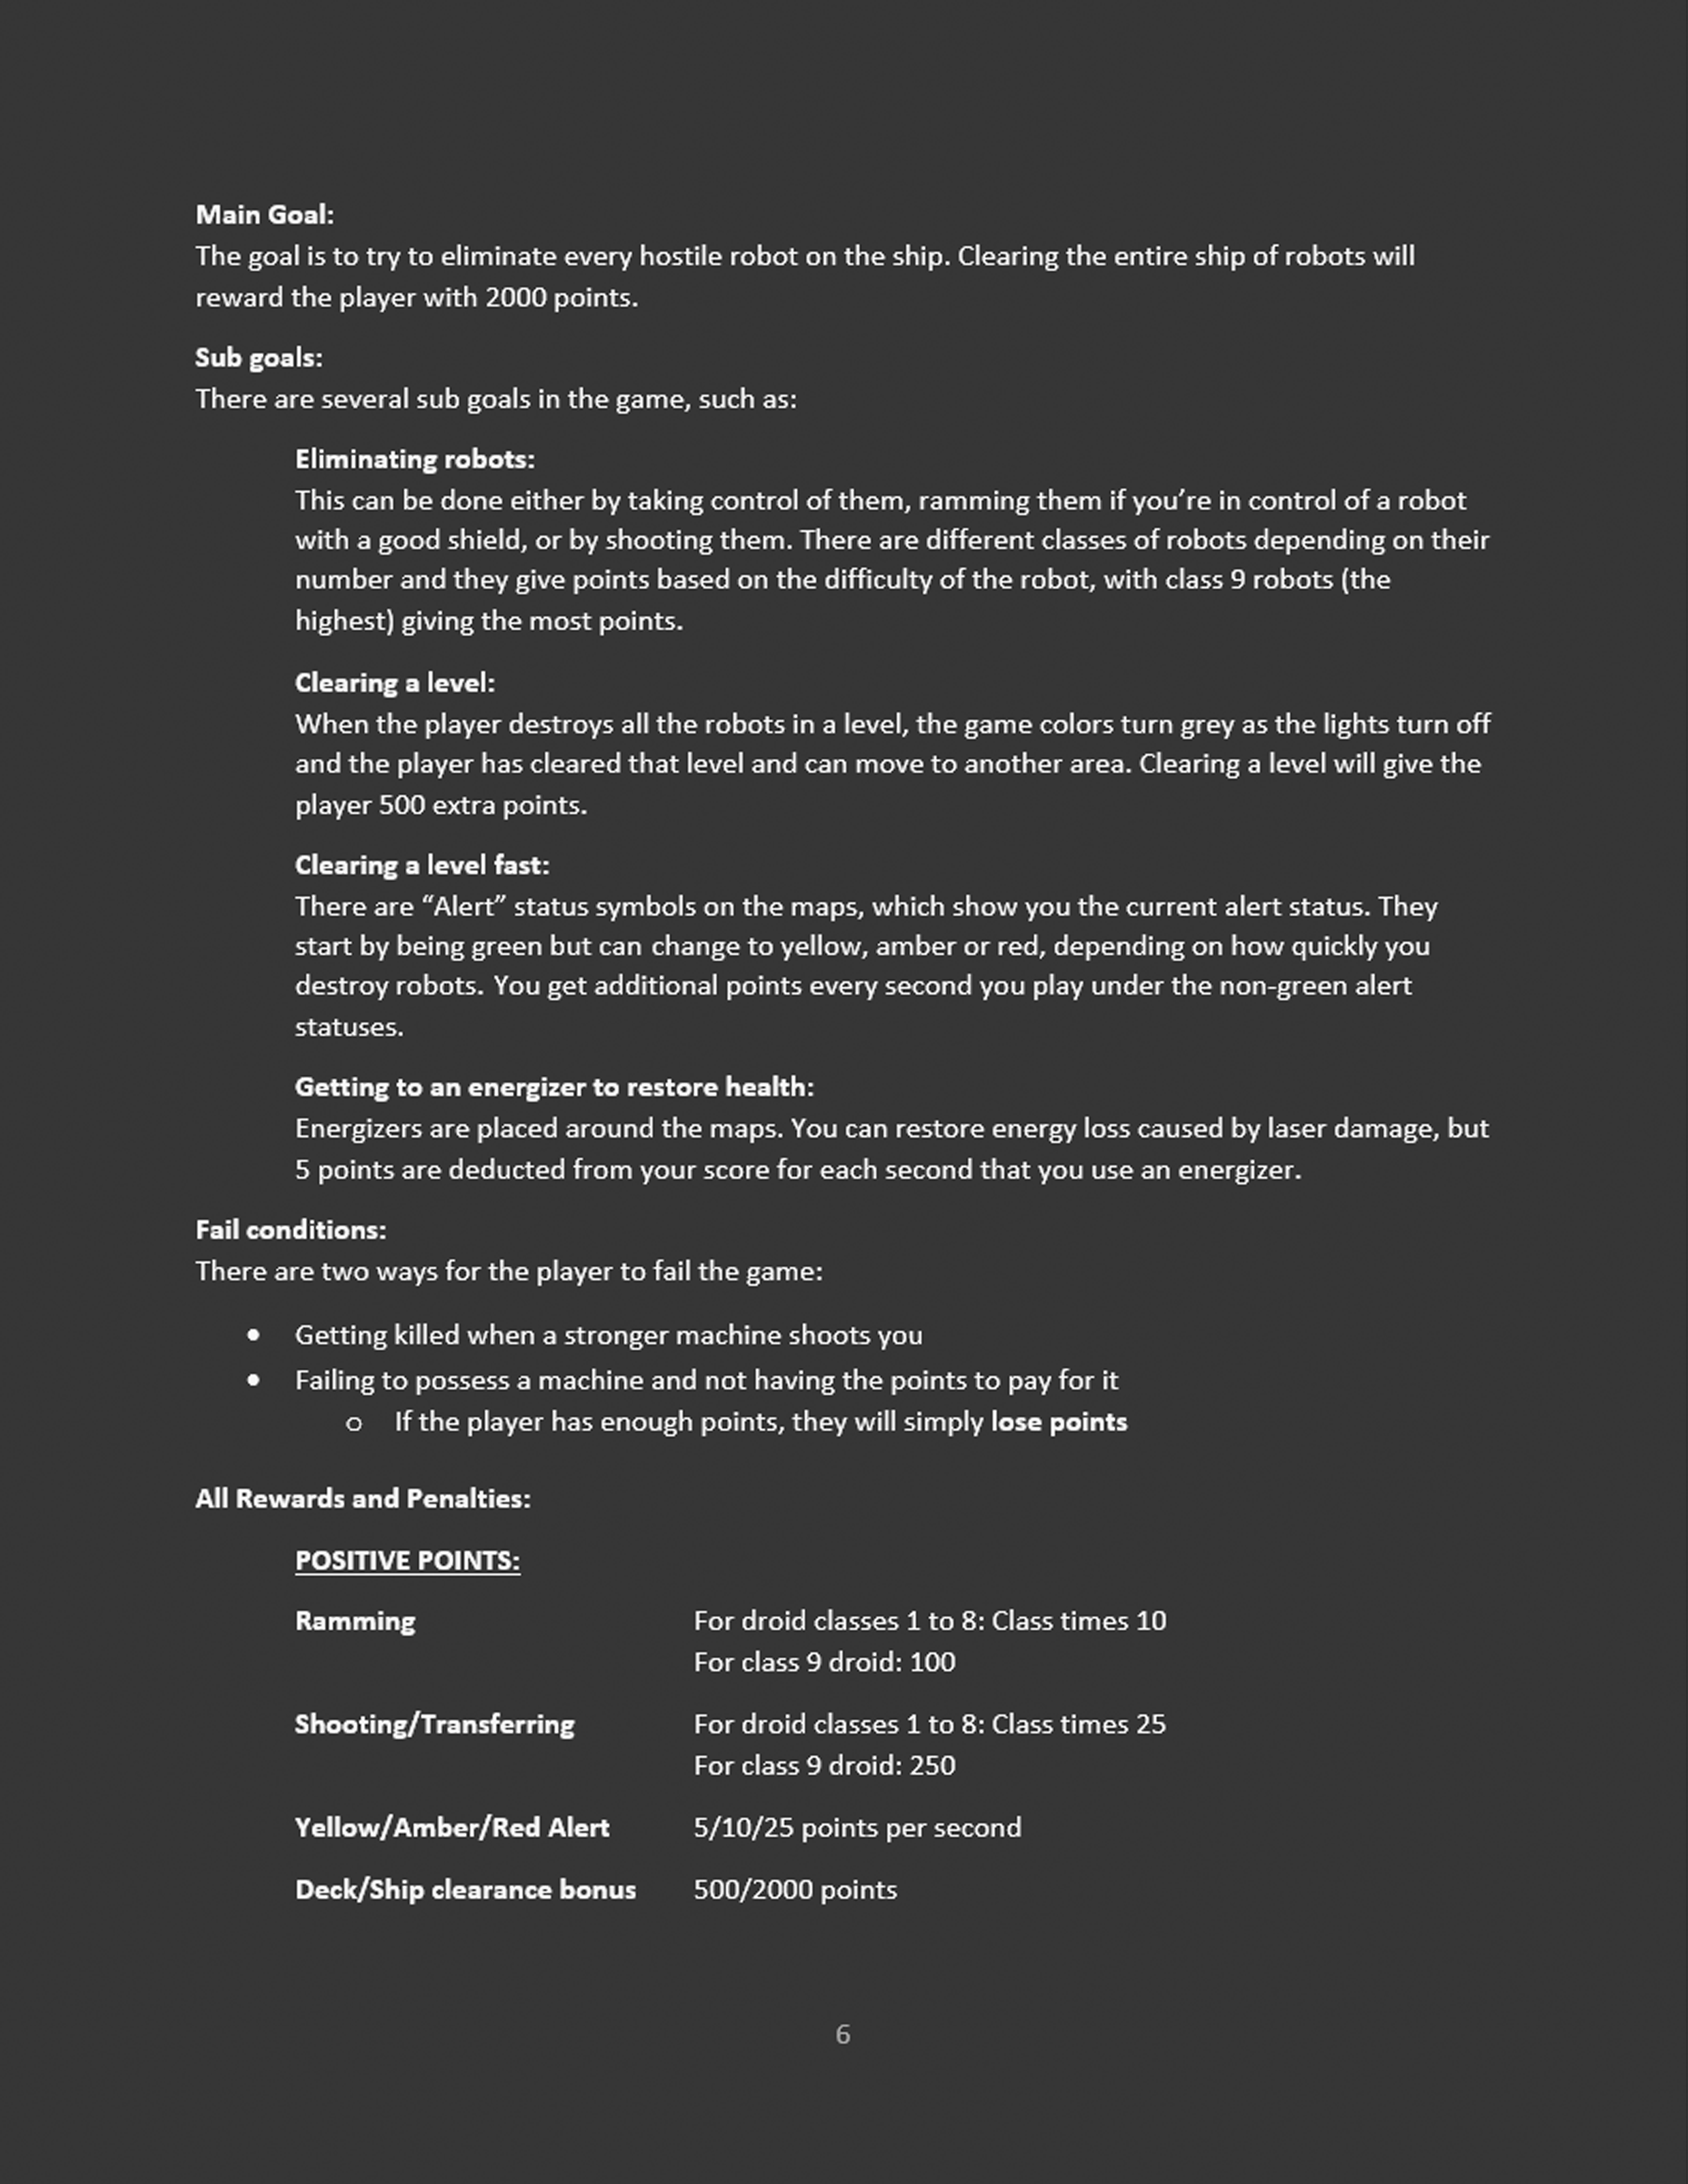 Main Goal:
The goal is to try to eliminate every hostile robot on the ship. Clearing the entire ship of robots will
reward the player with 2000 points.
Sub goals:
There are several sub goals in the game, such as:
Eliminating robots:
This can be done either by taking control of them, ramming them if you’re in control of a robot
with a good shield, or by shooting them. There are different classes of robots depending on their
number and they give points based on the difficulty of the robot, with class 9 robots (the
highest) giving the most points.
Clearing a level:
When the player destroys all the robots in a level, the game colors turn grey as the lights turn off
and the player has cleared that level and can move to another area. Clearing a level will give the
player 500 extra points.
Clearing a level fast:
There are “Alert” status symbols on the maps, which show you the current alert status. They
start by being green but can change to yellow, amber or red, depending on how quickly you
destroy robots. You get additional points every second you play under the non-green alert
statuses.
Getting to an energizer to restore health:
Energizers are placed around the maps. You can restore energy loss caused by laser damage, but
5 points are deducted from your score for each second that you use an energizer.
Fail conditions:
There are two ways for the player to fail the game:
• Getting killed when a stronger machine shoots you
• Failing to possess a machine and not having the points to pay for it
o If the player has enough points, they will simply lose points
All Rewards and Penalties:
POSITIVE POINTS:
Ramming For droid classes 1 to 8: Class times 10
For class 9 droid: 100
Shooting/Transferring For droid classes 1 to 8: Class times 25
For class 9 droid: 250
Yellow/Amber/Red Alert 5/10/25 points per second
Deck/Ship clearance bonus 500/2000 points
6